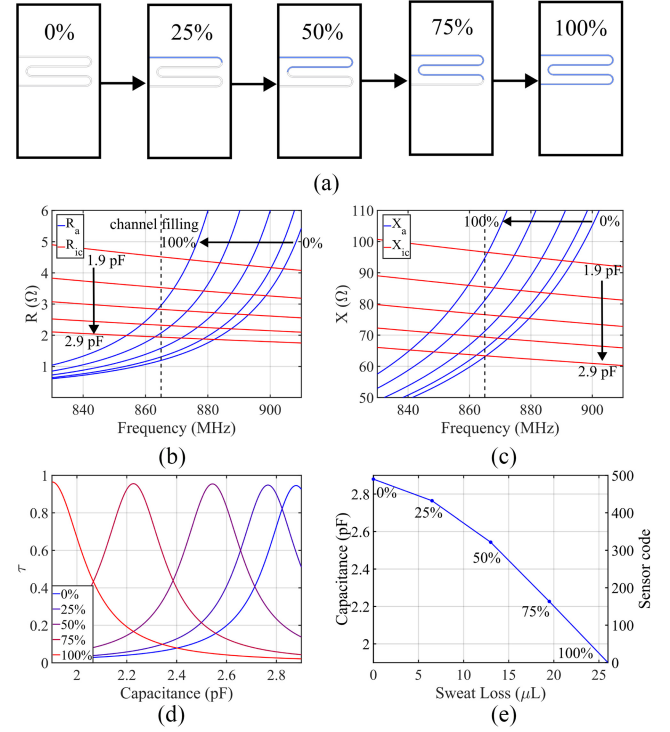 0%
25%
50%
75%
100%
(a)
R_a
R_ic
channel filling
100%
0%
1.9 pF
2.9 pF
6
5
4
3
2
1
R (Ω)
840
860
880
900
Frequency (MHz)
(b)
X_a
X_ic
100%
0%
1.9 pF
2.9 pF
110
100
90
80
70
60
50
X (Ω)
840
860
880
900
Frequency (MHz)
(c)
1
0.8
0.6
0.4
0.2
0
τ
0%
25%
50%
75%
100%
2
2.2
2.4
2.6
2.8
Capacitance (pF)
(d)
2.8
2.6
2.4
2.2
2
Capacitance (pF)
0%
25%
50%
75%
100%
500
400
300
200
100
0
Sensor code
0
5
10
15
20
25
Sweat Loss (μL)
(e)